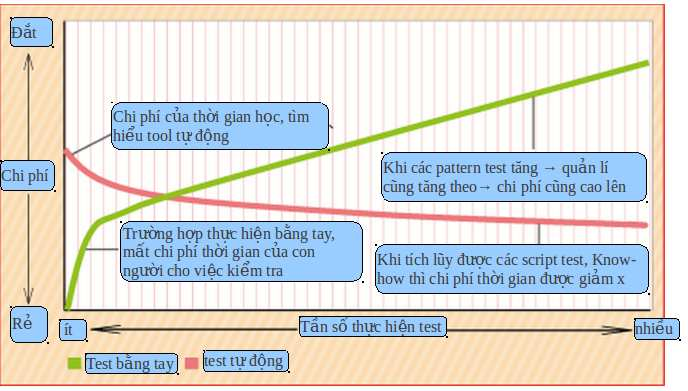 Đắt
Chi phí của thời gian học, tìm
hiểu tool tự động
Khi các pattern test tăng → quản lí
cũng tăng theo→ chi phí cũng cao lên
Chi phí
Trường hợp thực hiện bằng tay,
mất chi phí thời gian của con
người cho việc kiểm tra
Khi tích lũy được các script test, Know-
how thì chi phí thời gian được giảm x
Rẻ
ít
Tần số thực hiện test
nhiều
Test bằng tay
test tự động